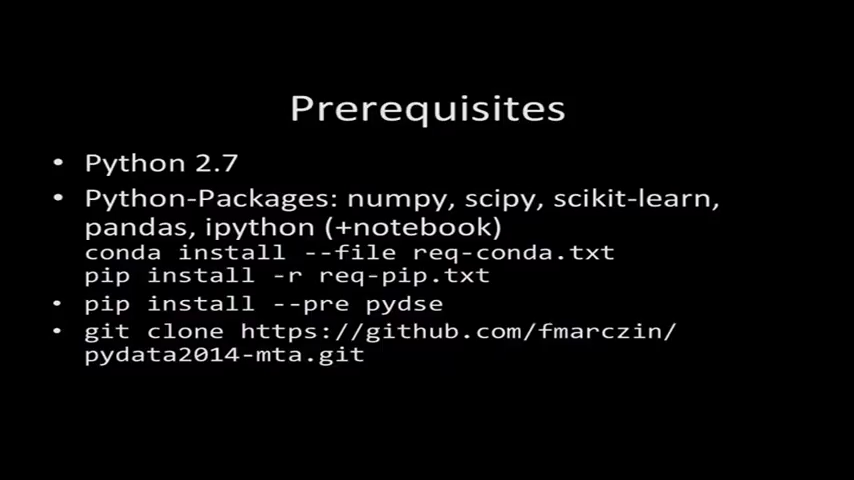 Prerequisites
• Python 2.7
• Python-Packages: numpy, scipy, scikit-learn,
pandas, ipython (+notebook)
conda install --file req-conda.txt
pip install -r req-pip.txt
• pip install --pre pydse
• git clone https://github.com/fmarczin/
pydata2014-mta.git